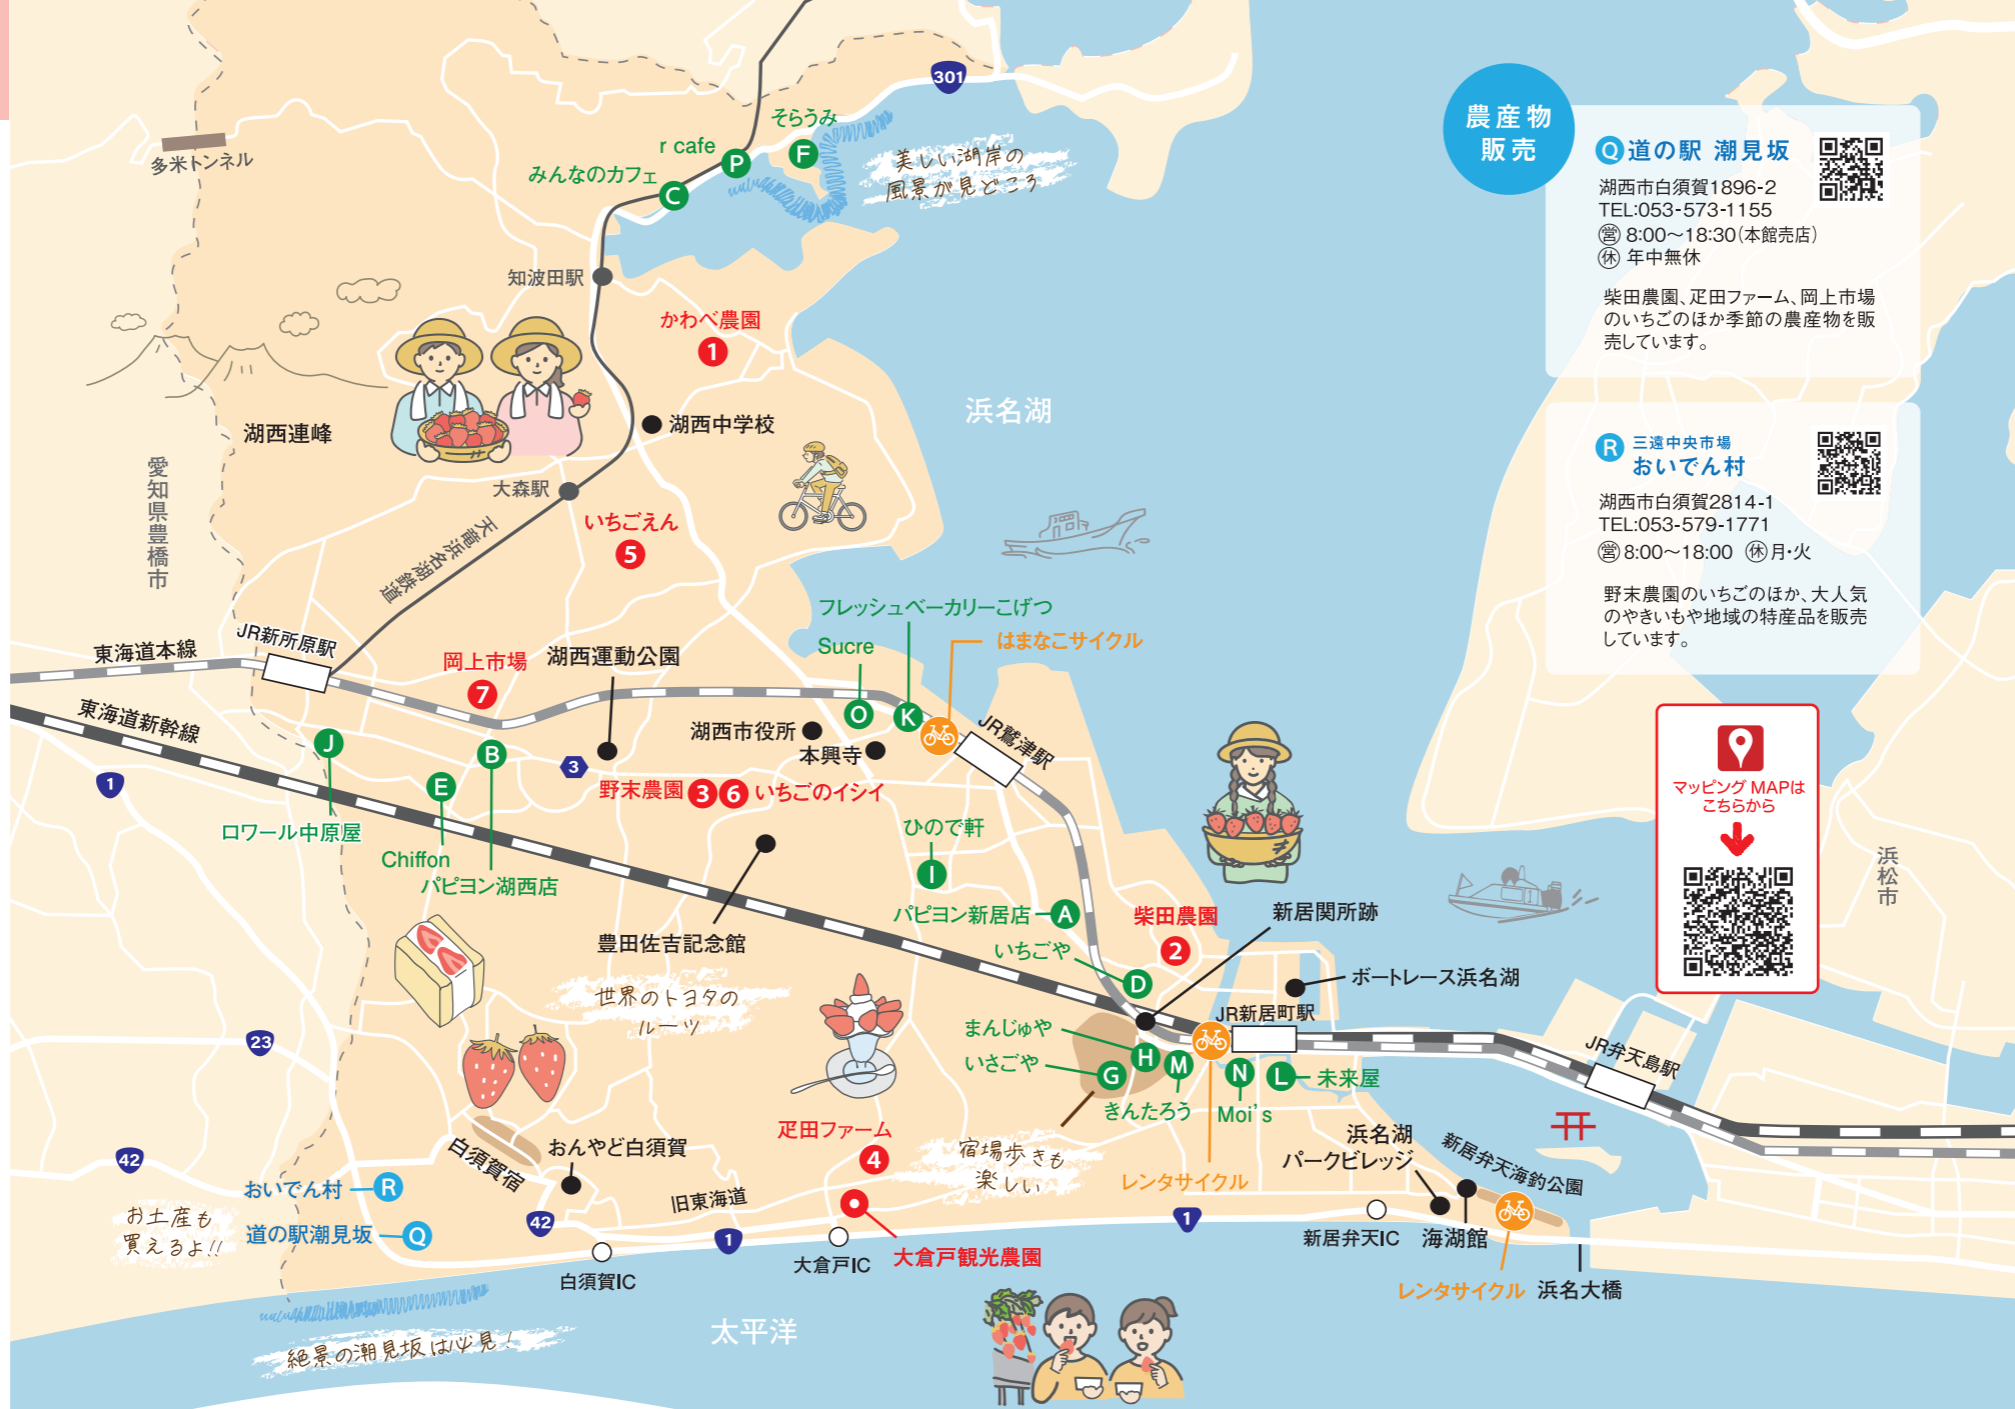 301
そらうみ
F
r cafe
P
みんなのカフェ
C
多米トンネル
美しい湖岸の
風景が見どころ
農産物
販売
Q 道の駅 潮見坂
湖西市白須賀1896-2
TEL:053-573-1155
営 8:00〜18:30(本館売店)
休 年中無休
柴田農園、疋田ファーム、岡上市場
のいちごのほか季節の農産物を販
売しています。
R 三遠中央市場
おいでん村
湖西市白須賀2814-1
TEL:053-579-1771
営 8:00〜18:00 休 月・火
野末農園のいちごのほか、大人気
のやきいもや地域の特産品を販売
しています。
マッピング MAPは
こちらから
知波田駅
かわべ農園
1
浜名湖
湖西連峰
湖西中学校
愛知県豊橋市
大森駅
いちごえん
5
天竜浜名湖鉄道
フレッシュベーカリーこげつ
Sucre
はまなこサイクル
東海道本線
JR新所原駅
岡上市場
7
湖西運動公園
O
K
湖西市役所
本興寺
JR鷲津駅
東海道新幹線
J
B
3
1
E
野末農園 3 6 いちごのイシイ
ロワール中原屋
Chiffon
パピヨン湖西店
ひので軒
I
浜松市
豊田佐吉記念館
世界のトヨタの
ルーツ
パピヨン新居店
A
柴田農園
2
新居関所跡
いちごや
D
ボートレース浜名湖
JR新居町駅
まんじゅや
H
いさごや
G
M
きんたろう
N
Moi's
L
未来屋
JR弁天島駅
23
疋田ファーム
4
宿場歩きも
楽しい
レンタサイクル
浜名湖
パークビレッジ
新居弁天海釣公園
42
白須賀宿
おんやど白須賀
おいでん村
R
お土産も
買えるよ!!
道の駅潮見坂
Q
42
旧東海道
1
1
白須賀IC
大倉戸IC
大倉戸観光農園
新居弁天IC
海湖館
レンタサイクル
浜名大橋
太平洋
絶景の潮見坂は必見!